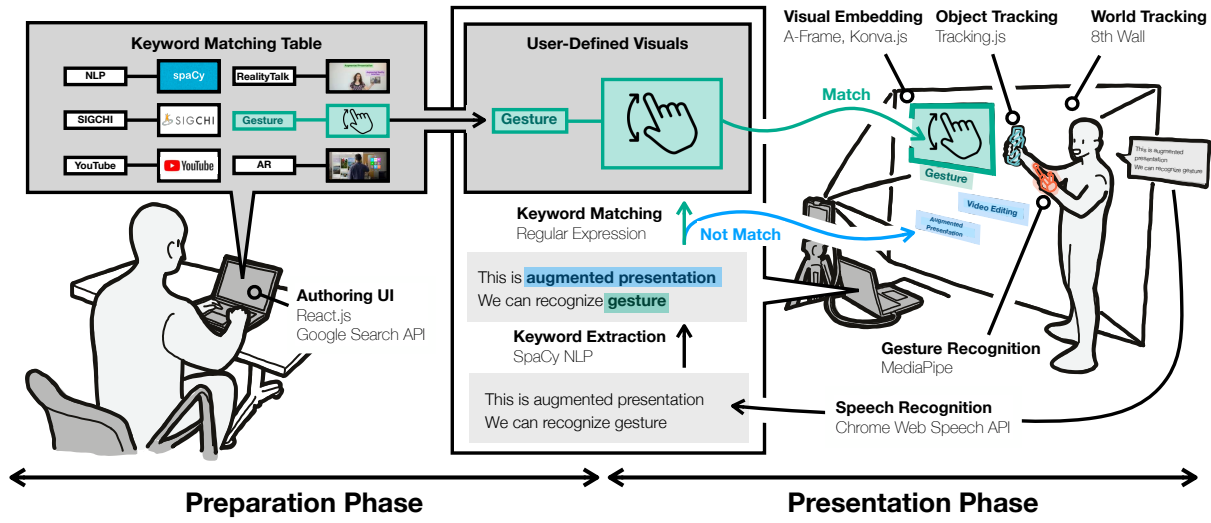 Keyword Matching Table
NLP
spaCy
RealityTalk
SIGCHI
SIGCHI
Gesture
YouTube
YouTube
AR
Authoring UI
React.js
Google Search API
User-Defined Visuals
Gesture
Match
Keyword Matching
Regular Expression
Not Match
This is augmented presentation
We can recognize gesture
Keyword Extraction
SpaCy NLP
This is augmented presentation
We can recognize gesture
Visual Embedding
A-Frame, Konva.js
Object Tracking
Tracking.js
World Tracking
8th Wall
Gesture
Video Editing
Augmented
Presentation
This is augmented
presentation
We can recognize gesture
Gesture Recognition
MediaPipe
Speech Recognition
Chrome Web Speech API
Preparation Phase
Presentation Phase